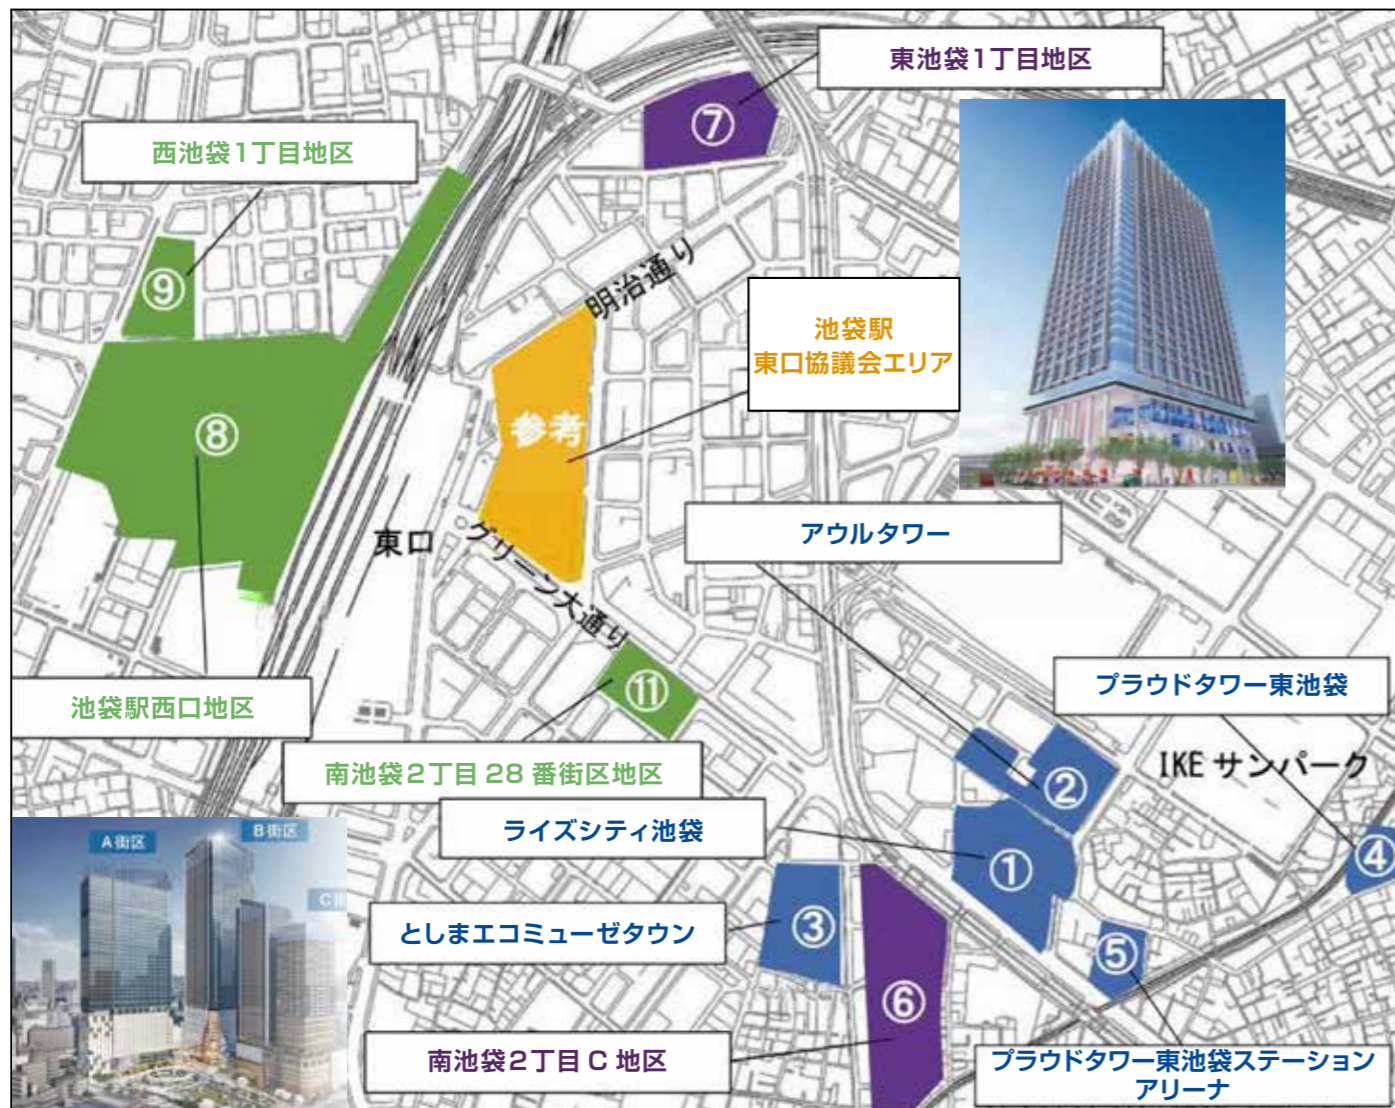 東池袋1丁目地区
⑦
西池袋1丁目地区
⑨
明治通り
池袋駅
東口協議会エリア
参考
⑧
東口
グリーン大通り
アウルタワー
⑪
プラウドタワー東池袋
池袋駅西口地区
南池袋2丁目 28 番街区地区
IKE サンパーク
②
ライズシティ池袋
④
①
A街区
B街区
としまエコミューゼタウン
③
⑤
⑥
南池袋2丁目 C 地区
プラウドタワー東池袋ステーション
アリーナ